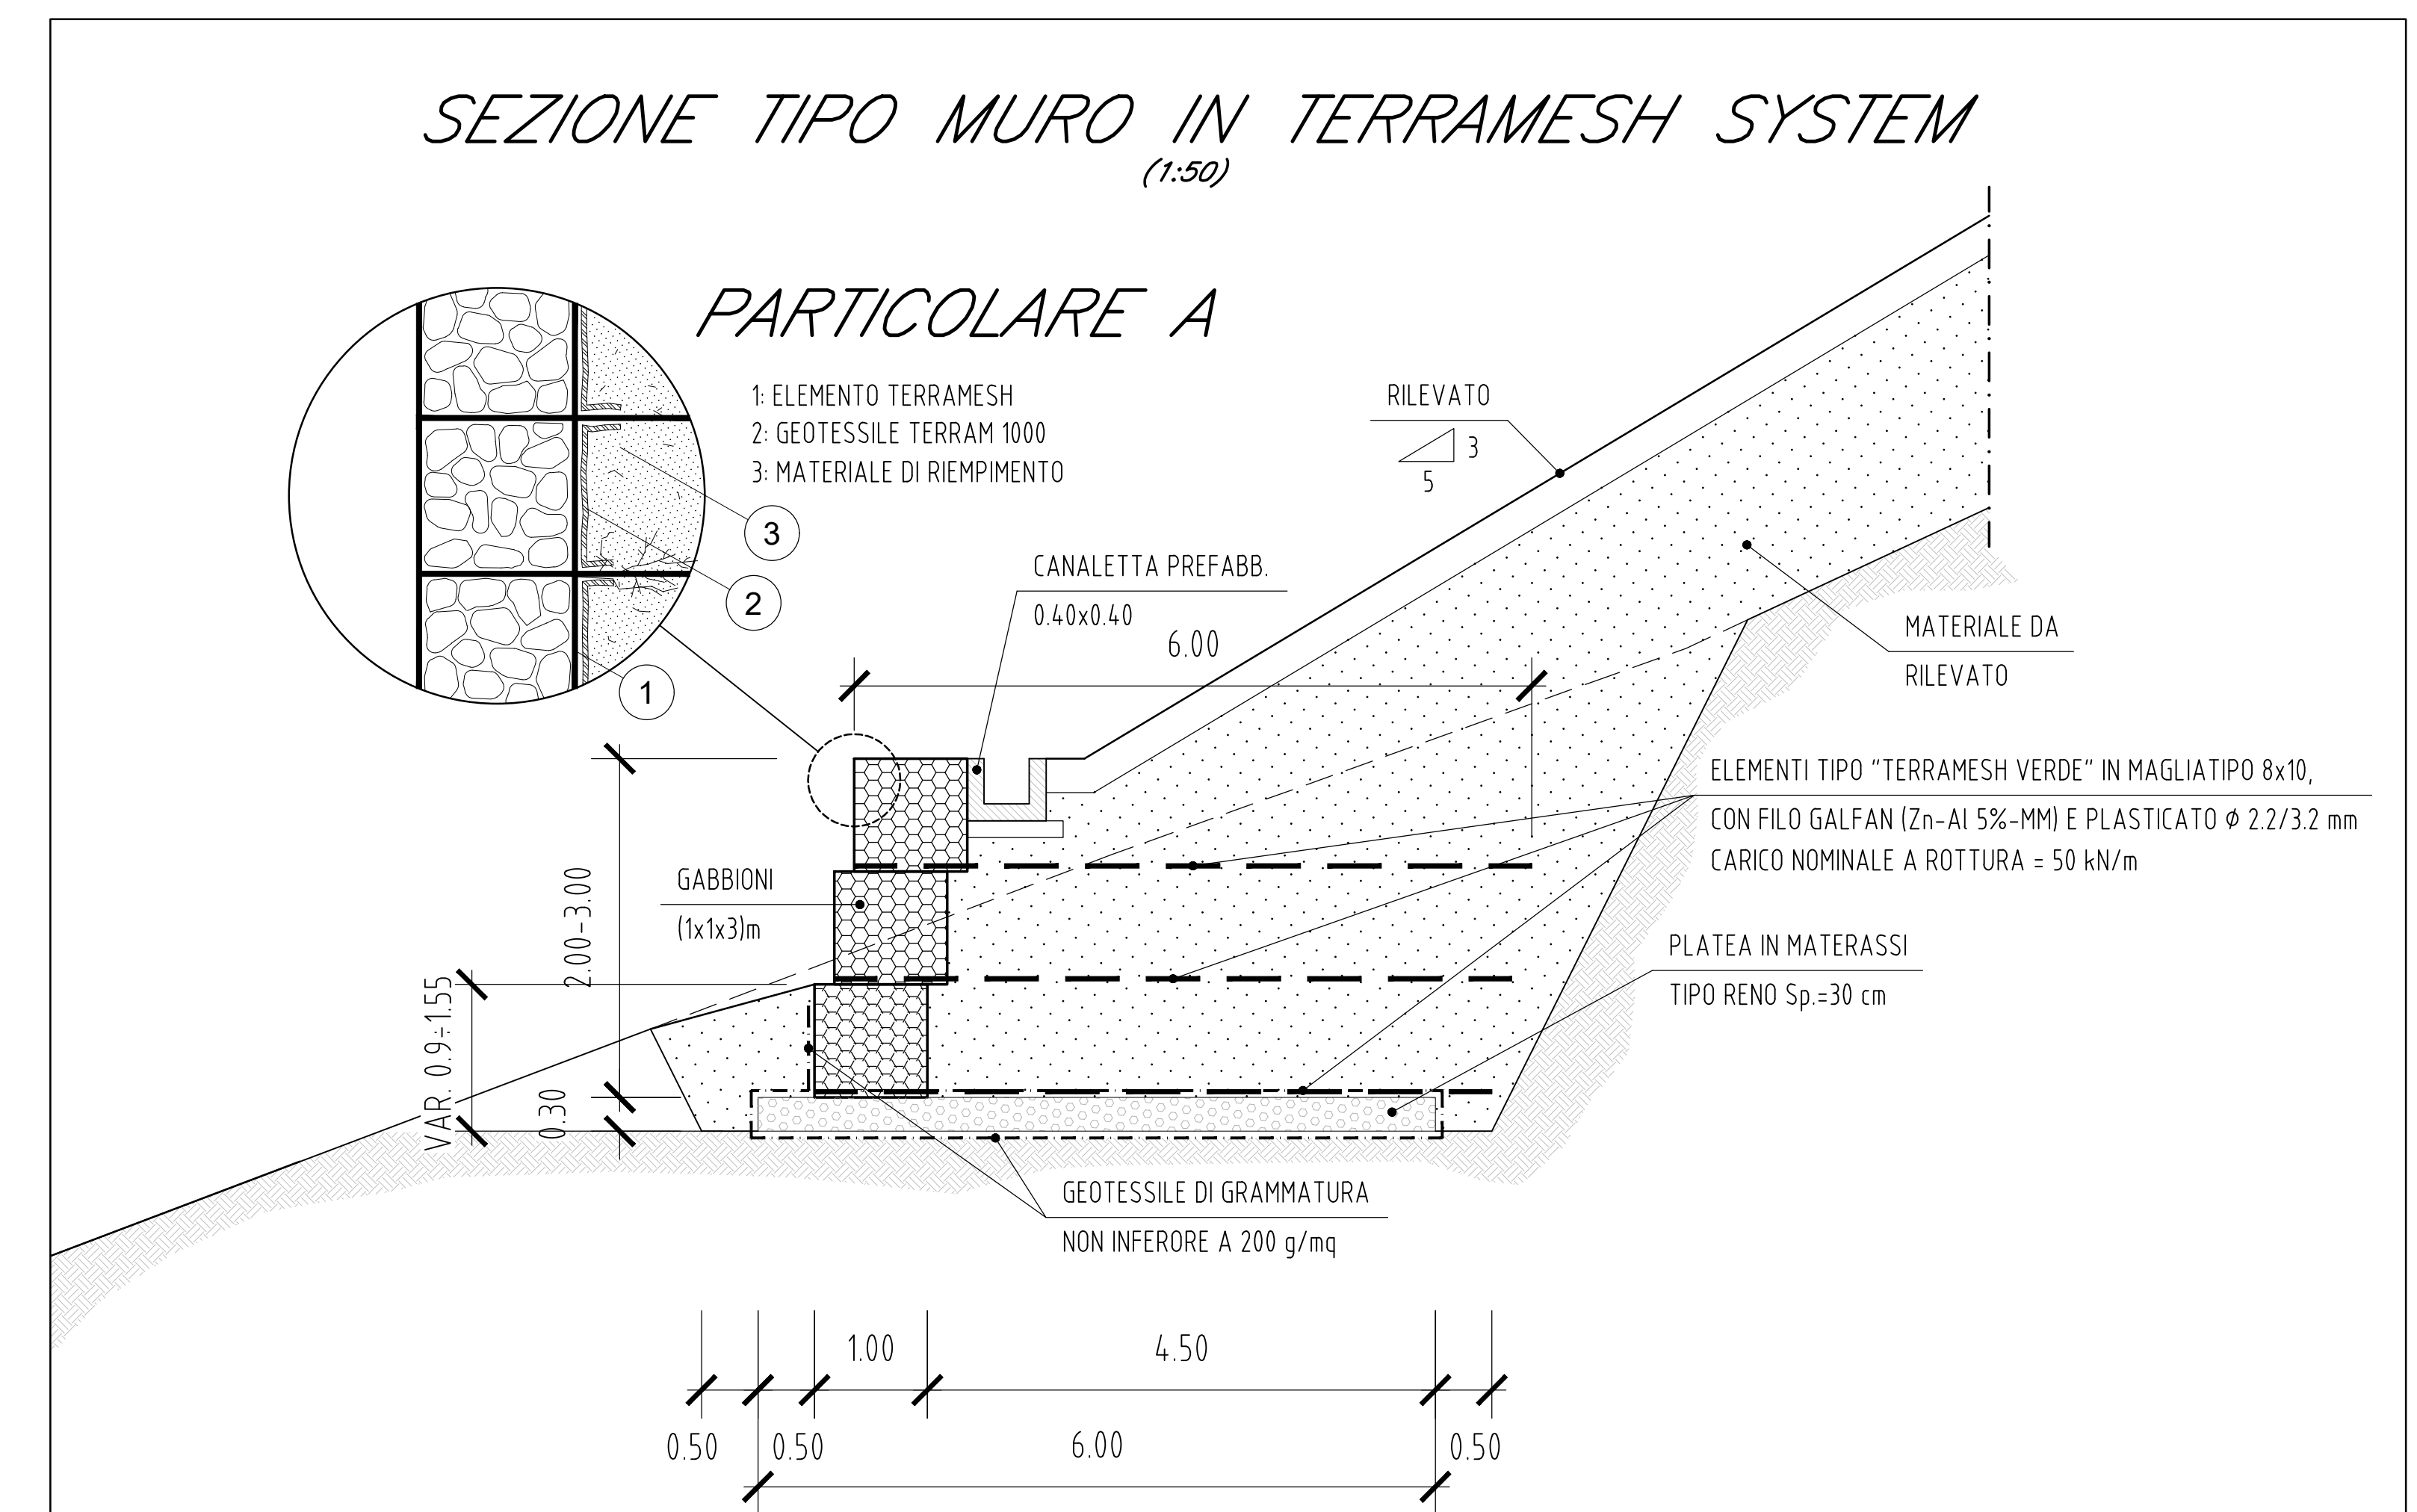 SEZIONE TIPO MURO IN TERRAMESH SYSTEM
(1:50)
PARTICOLARE A
1: ELEMENTO TERRAMESH
2: GEOTESSILE TERRAM 1000
3: MATERIALE DI RIEMPIMENTO
3
2
1
RILEVATO
3
5
CANALETTA PREFABB.
0.40x0.40
6.00
MATERIALE DA
RILEVATO
ELEMENTI TIPO "TERRAMESH VERDE" IN MAGLIATIPO 8x10,
CON FILO GALFAN (Zn-Al 5%-MM) E PLASTICATO ϕ 2.2/3.2 mm
CARICO NOMINALE A ROTTURA = 50 kN/m
GABBIONI
(1x1x3)m
2.00-3.00
VAR. 0.9÷1.55
0.30
PLATEA IN MATERASSI
TIPO RENO Sp.=30 cm
GEOTESSILE DI GRAMMATURA
NON INFERORE A 200 g/mq
1.00
4.50
0.50
0.50
6.00
0.50